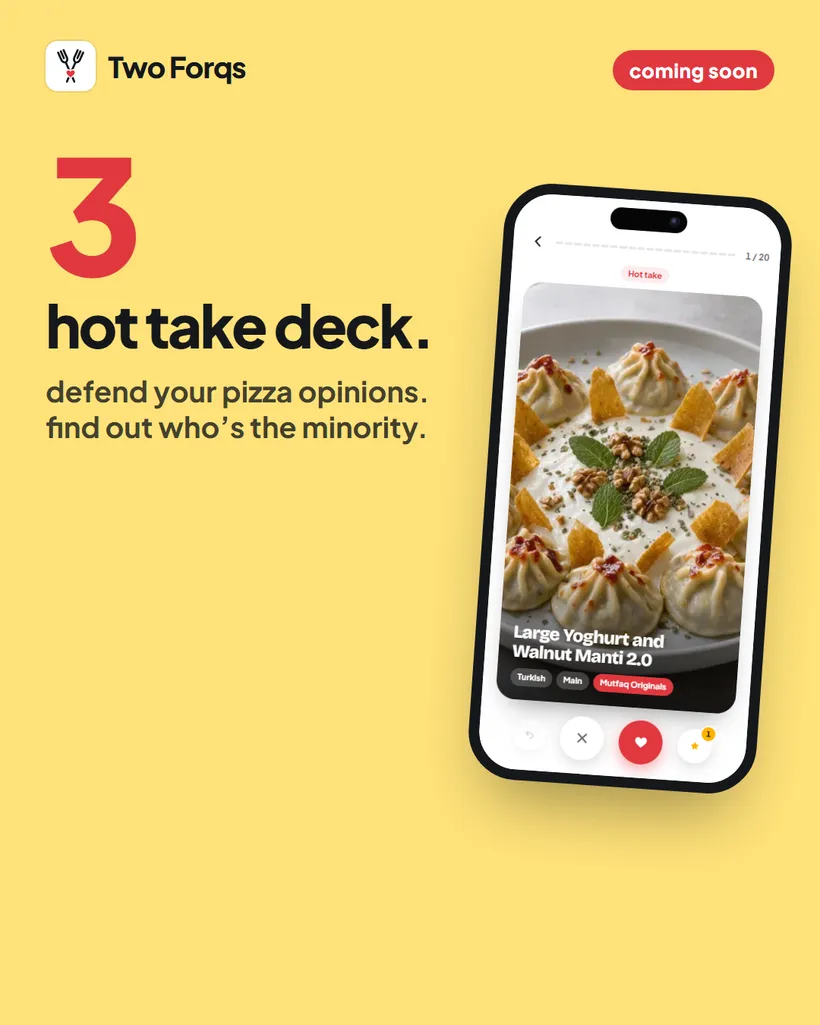 Two Forqs
coming soon
3
hot take deck.
defend your pizza opinions.
find out who’s the minority.
1 / 20
Hot take
Large Yoghurt and
Walnut Manti 2.0
Turkish Main Mutfaq Originals
1